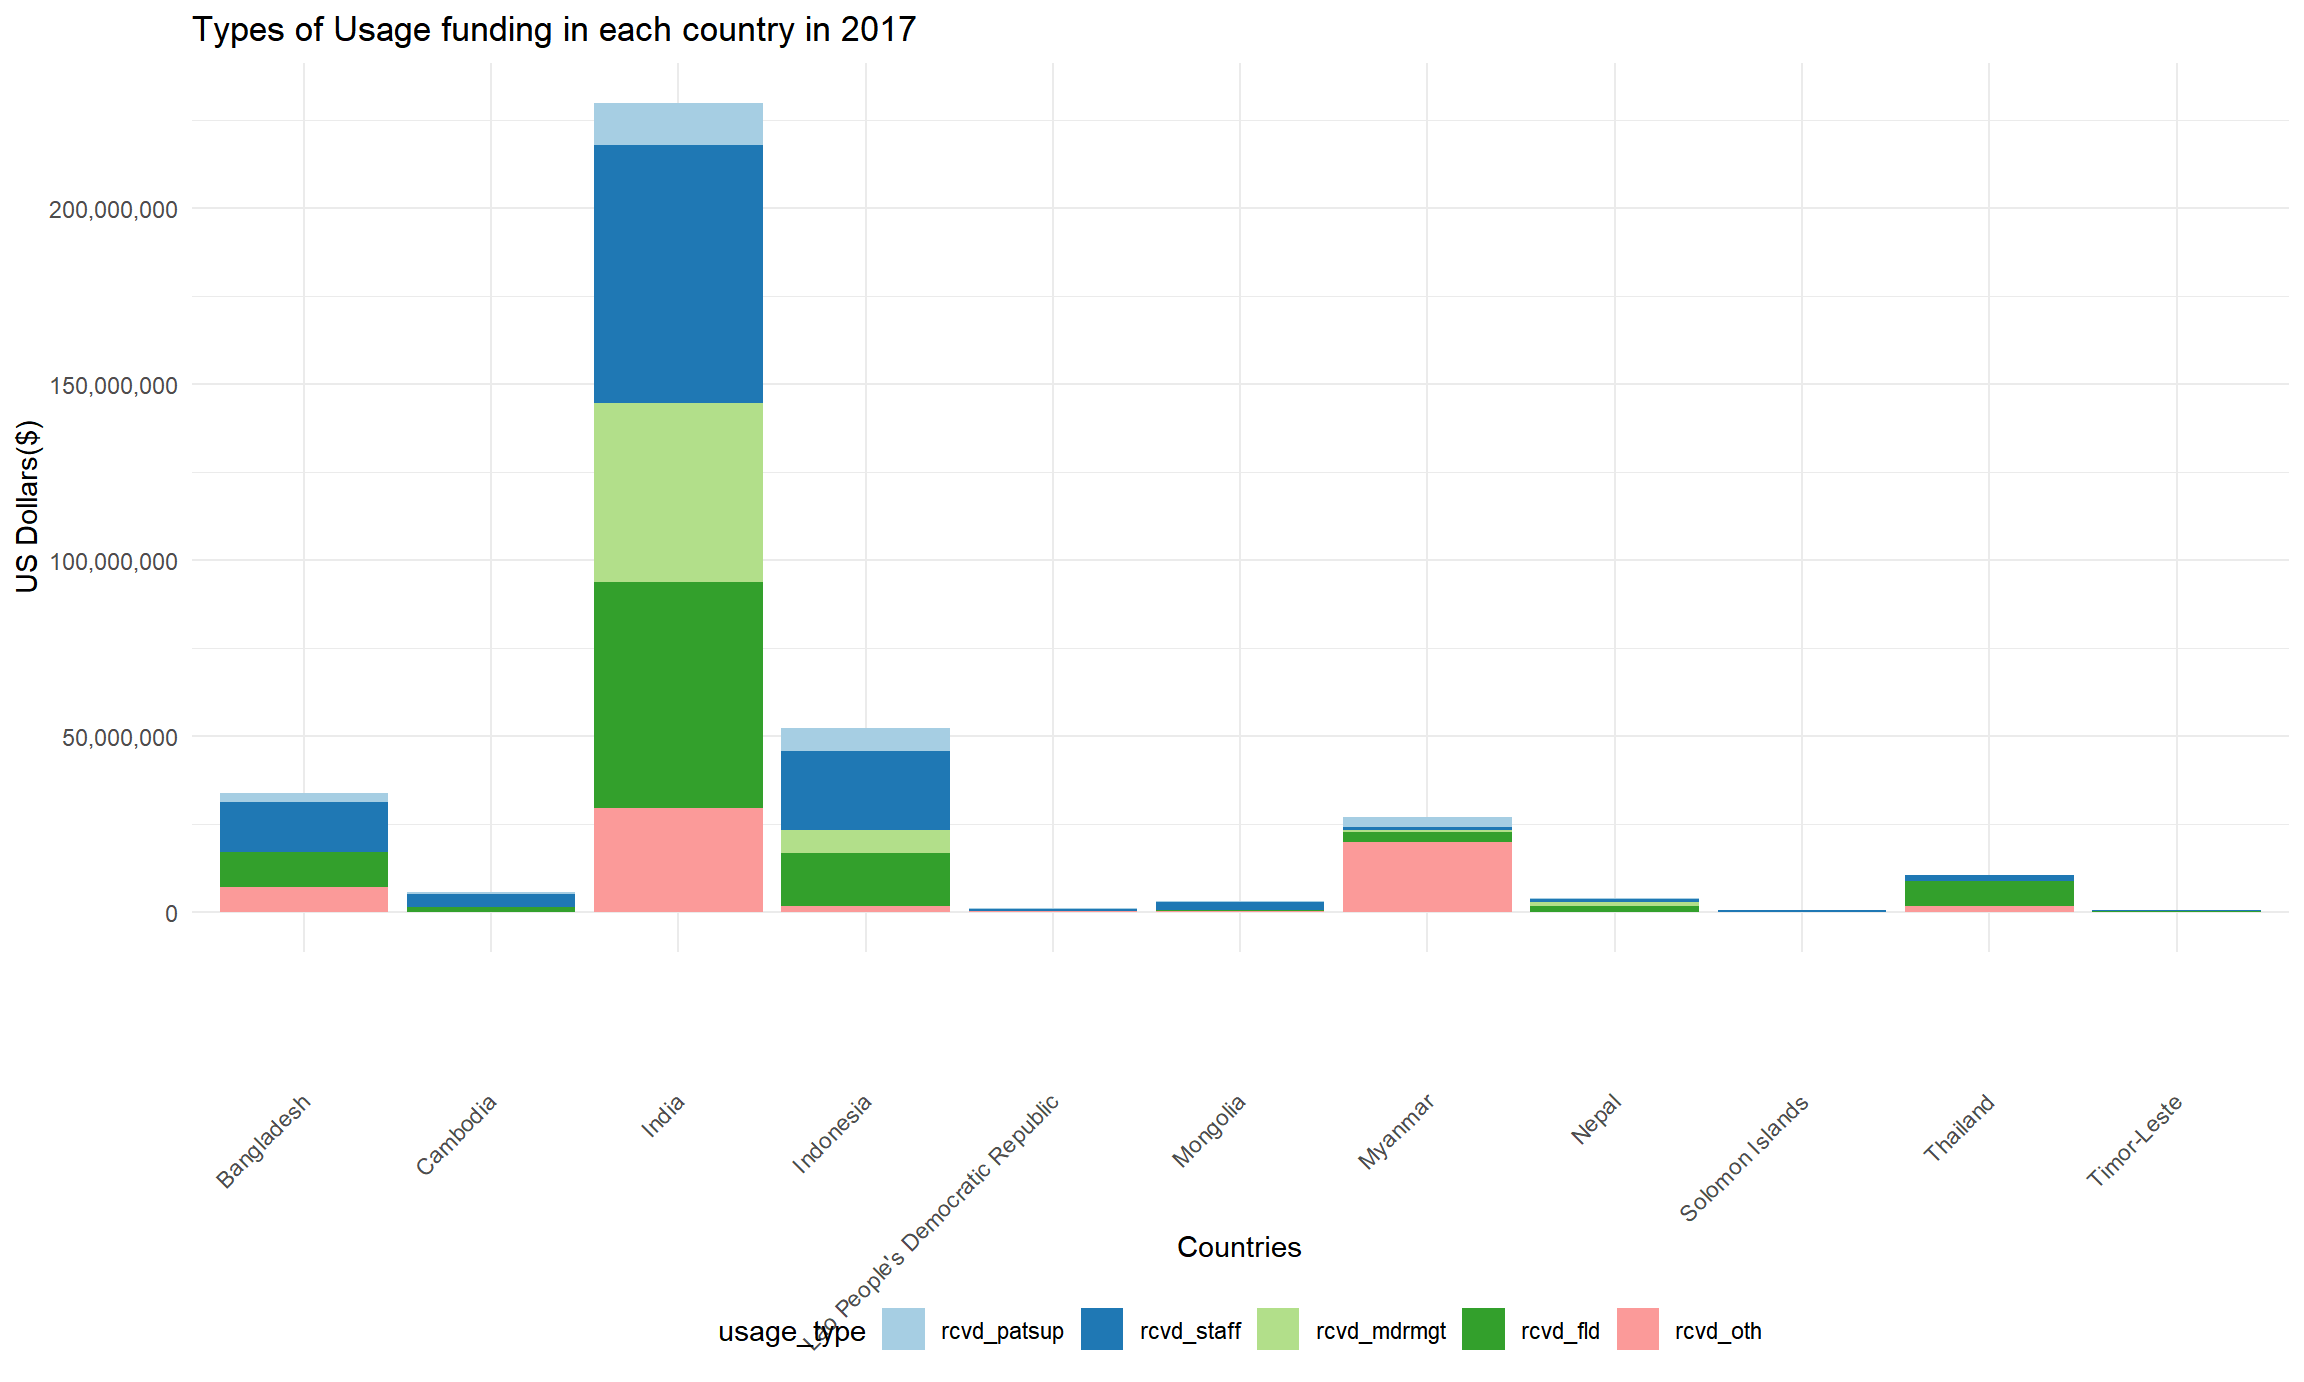 Types of Usage funding in each country in 2017
US Dollars($)
200,000,000
150,000,000
100,000,000
50,000,000
0
Bangladesh
Cambodia
India
Indonesia
Lao People's Democratic Republic
Mongolia
Myanmar
Nepal
Solomon Islands
Thailand
Timor-Leste
Countries
usage_type rcvd_patsup rcvd_staff rcvd_mdrmgt rcvd_fld rcvd_oth